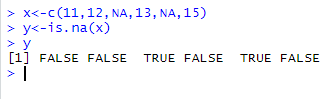 > x<-c(11,12,NA,13,NA,15)
> y<-is.na(x)
> y
[1] FALSE FALSE  TRUE FALSE  TRUE FALSE
>